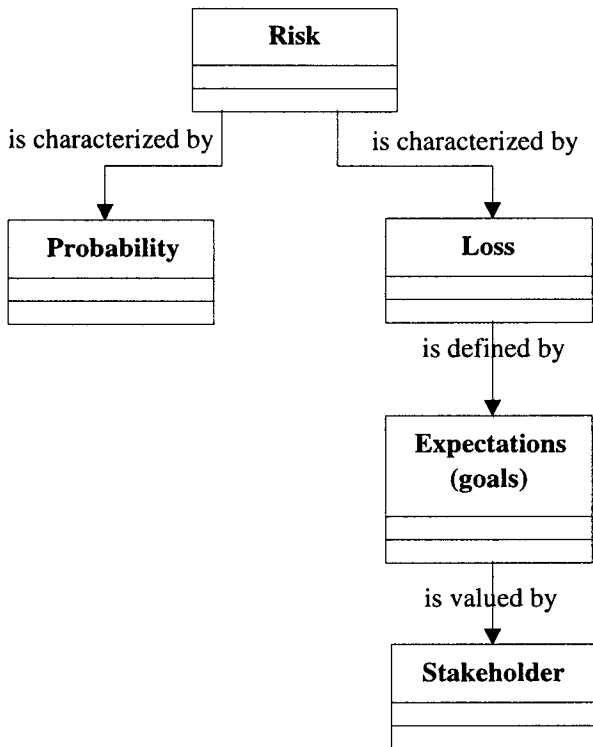 Risk
is characterized by
is characterized by
Probability
Loss
is defined by
Expectations
(goals)
is valued by
Stakeholder